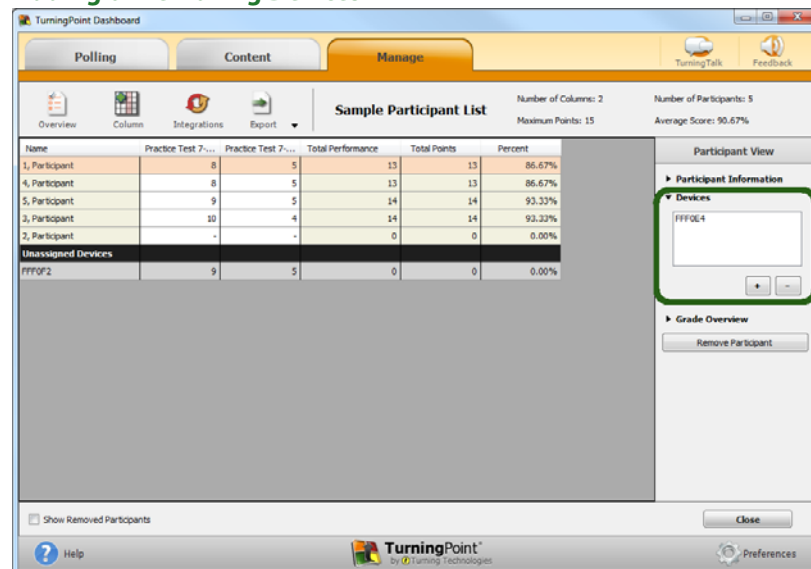 TurningPoint Dashboard
Polling
Content
Manage
TurningTalk
Feedback
Overview
Column
Integrations
Export
Sample Participant List
Number of Columns: 2
Maximum Points: 15
Number of Participants: 5
Average Score: 90.67%
Name Practice Test 7-... Practice Test 7-... Total Performance Total Points Percent
1, Participant 8 5 13 13 86.67%
4, Participant 8 5 13 13 86.67%
5, Participant 9 5 14 14 93.33%
3, Participant 10 4 14 14 93.33%
2, Participant - - 0 0 0.00%
Unassigned Devices
FFF0F2 9 5 0 0 0.00%
Participant View
Participant Information
Devices
FFF0E4
+ -
Grade Overview
Remove Participant
Show Removed Participants
Close
Help
TurningPoint
by Turning Technologies
Preferences